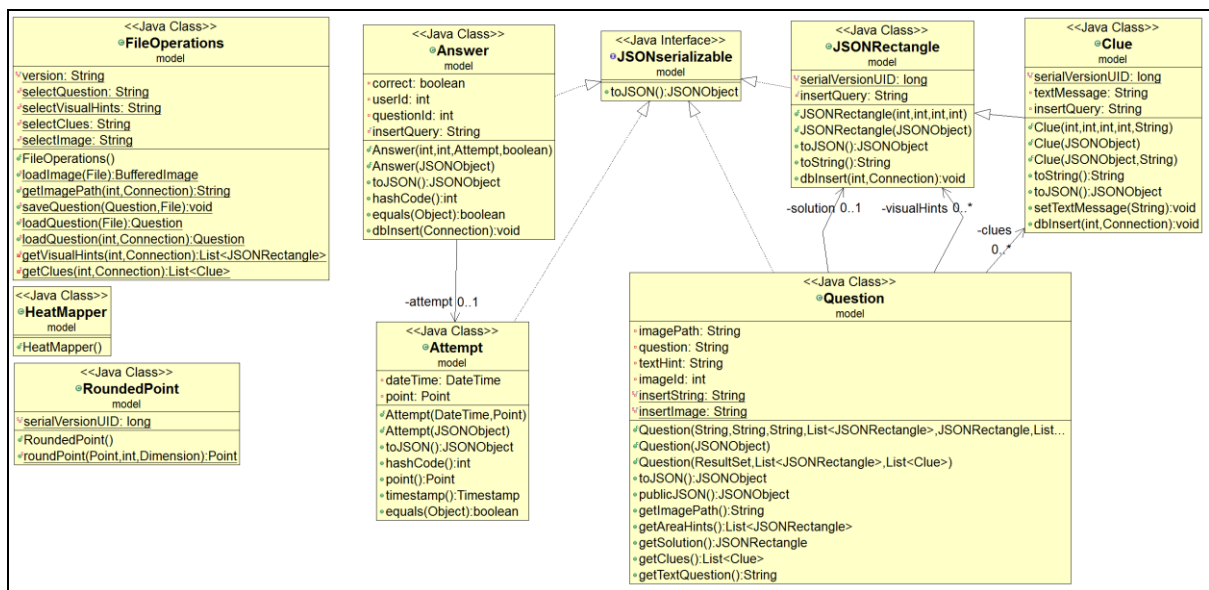 <<Java Class>>
FileOperations
model
version: String
selectQuestion: String
selectVisualHints: String
selectClues: String
selectImage: String
FileOperations()
loadImage(File):BufferedImage
getImagePath(int,Connection):String
saveQuestion(Question,File):void
loadQuestion(File):Question
loadQuestion(int,Connection):Question
getVisualHints(int,Connection):List<JSONRectangle>
getClues(int,Connection):List<Clue>
<<Java Class>>
HeatMapper
model
HeatMapper()
<<Java Class>>
RoundedPoint
model
serialVersionUID: long
RoundedPoint()
roundPoint(Point,int,Dimension):Point
<<Java Class>>
Answer
model
correct: boolean
userId: int
questionId: int
insertQuery: String
Answer(int,int,Attempt,boolean)
Answer(JSONObject)
toJSON():JSONObject
hashCode():int
equals(Object):boolean
dbInsert(Connection):void
-attempt 0..1
<<Java Class>>
Attempt
model
dateTime: DateTime
point: Point
Attempt(DateTime,Point)
Attempt(JSONObject)
toJSON():JSONObject
hashCode():int
point():Point
timestamp():Timestamp
equals(Object):boolean
<<Java Interface>>
JSONserializable
model
toJSON():JSONObject
<<Java Class>>
JSONRectangle
model
serialVersionUID: long
insertQuery: String
JSONRectangle(int,int,int,int)
JSONRectangle(JSONObject)
toJSON():JSONObject
toString():String
dbInsert(int,Connection):void
<<Java Class>>
Clue
model
serialVersionUID: long
textMessage: String
insertQuery: String
Clue(int,int,int,int,String)
Clue(JSONObject)
Clue(JSONObject,String)
toString():String
toJSON():JSONObject
setTextMessage(String):void
dbInsert(int,Connection):void
-solution 0..1
-visualHints 0..*
-clues
0..*
<<Java Class>>
Question
model
imagePath: String
question: String
textHint: String
imageId: int
insertString: String
insertImage: String
Question(String,String,String,List<JSONRectangle>,JSONRectangle,List...
Question(JSONObject)
Question(ResultSet,List<JSONRectangle>,List<Clue>)
toJSON():JSONObject
publicJSON():JSONObject
getImagePath():String
getAreaHints():List<JSONRectangle>
getSolution():JSONRectangle
getClues():List<Clue>
getTextQuestion():String